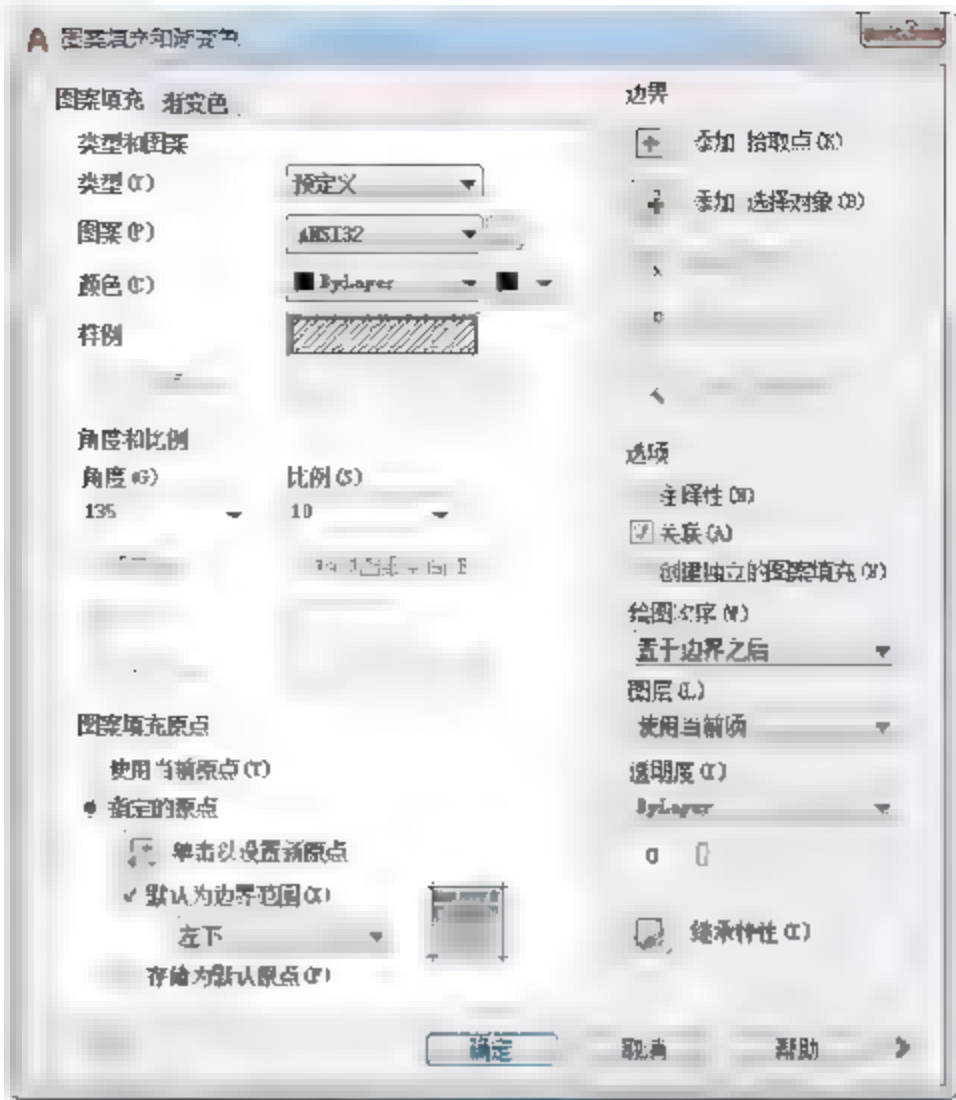 图案填充和渐变色
图案填充 渐变色
类型和图案
类型(Y)
预定义
图案(P)
ANSI32
颜色(C)
ByLayer
样例
角度和比例
角度(G)
比例(S)
135
10
图案填充原点
使用当前原点(T)
指定的原点
单击以设置新原点
默认为边界范围(X)
左下
存储为默认原点(F)
边界
添加 拾取点(K)
添加 选择对象(B)
选项
注释性(N)
关联(A)
创建独立的图案填充(H)
绘图次序(W)
置于边界之后
图层(L)
使用当前项
透明度(T)
ByLayer
0
继承特性(I)
确定
取消
帮助